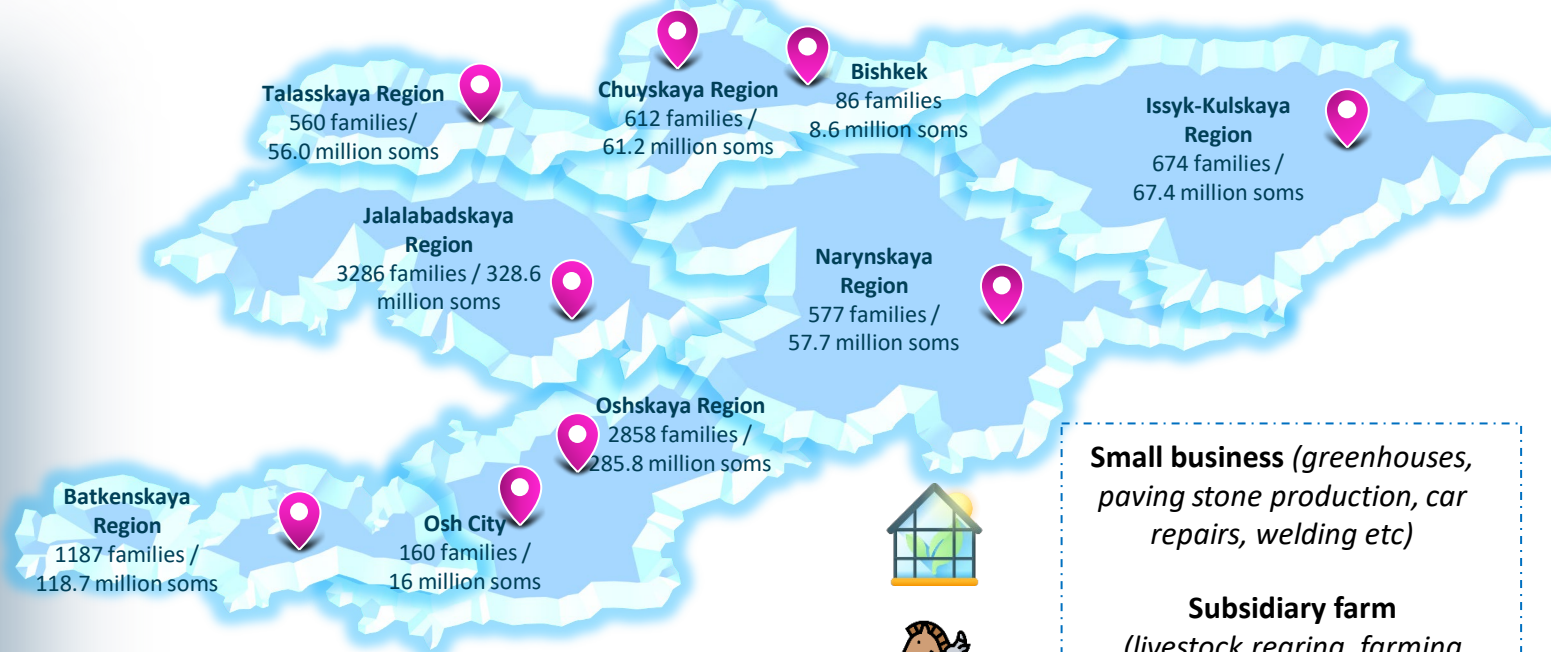 Talasskaya Region
560 families/
56.0 million soms
Chuyskaya Region
612 families /
61.2 million soms
Bishkek
86 families
8.6 million soms
Issyk-Kulskaya
Region
674 families /
67.4 million soms
Jalalabadskaya
Region
3286 families / 328.6
million soms
Narynskaya
Region
577 families /
57.7 million soms
Oshskaya Region
2858 families /
285.8 million soms
Batkenskaya
Region
1187 families /
118.7 million soms
Osh City
160 families /
16 million soms
Small business (greenhouses,
paving stone production, car
repairs, welding etc)
Subsidiary farm
(livestock rearing, farming